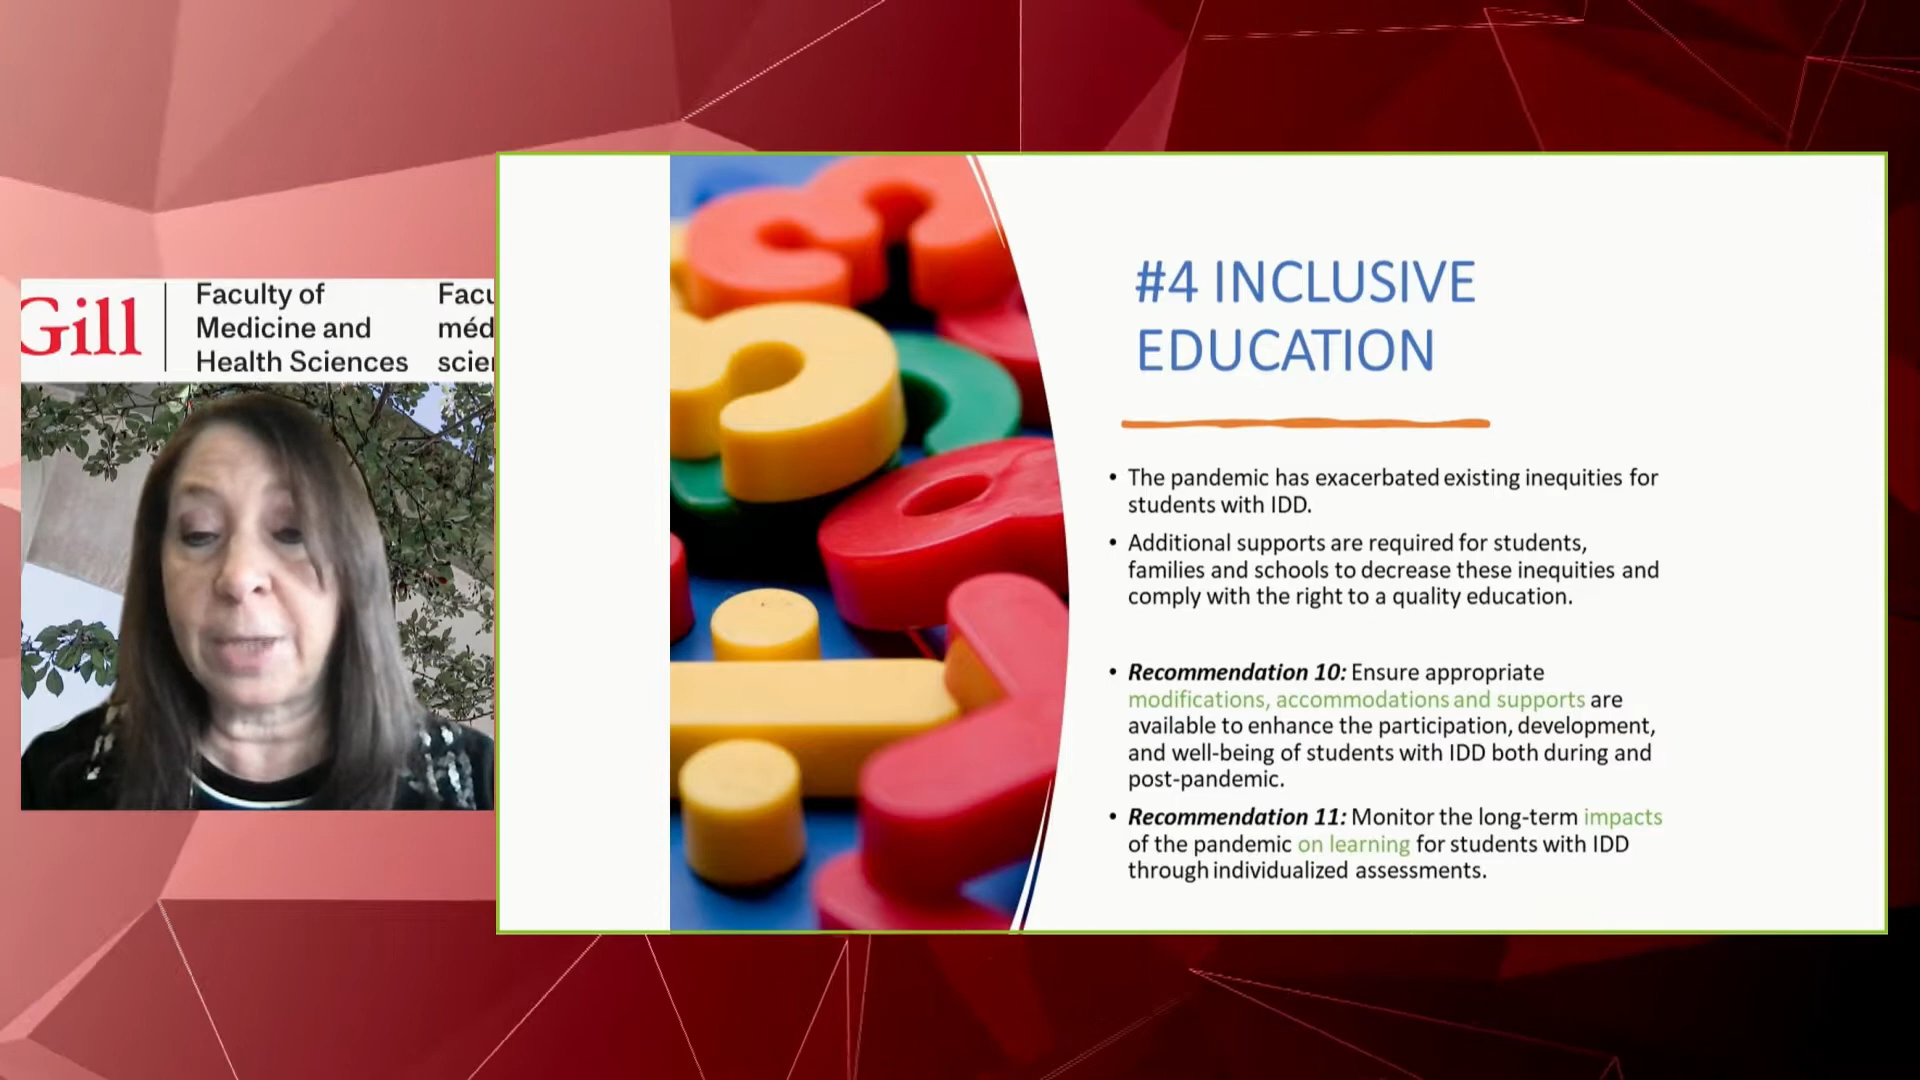 Gill
Faculty of
Medicine and
Health Sciences
Facu
méd
scien
#4 INCLUSIVE
EDUCATION
• The pandemic has exacerbated existing inequities for
students with IDD.
• Additional supports are required for students,
families and schools to decrease these inequities and
comply with the right to a quality education.
• Recommendation 10: Ensure appropriate
modifications, accommodations and supports are
available to enhance the participation, development,
and well-being of students with IDD both during and
post-pandemic.
• Recommendation 11: Monitor the long-term impacts
of the pandemic on learning for students with IDD
through individualized assessments.